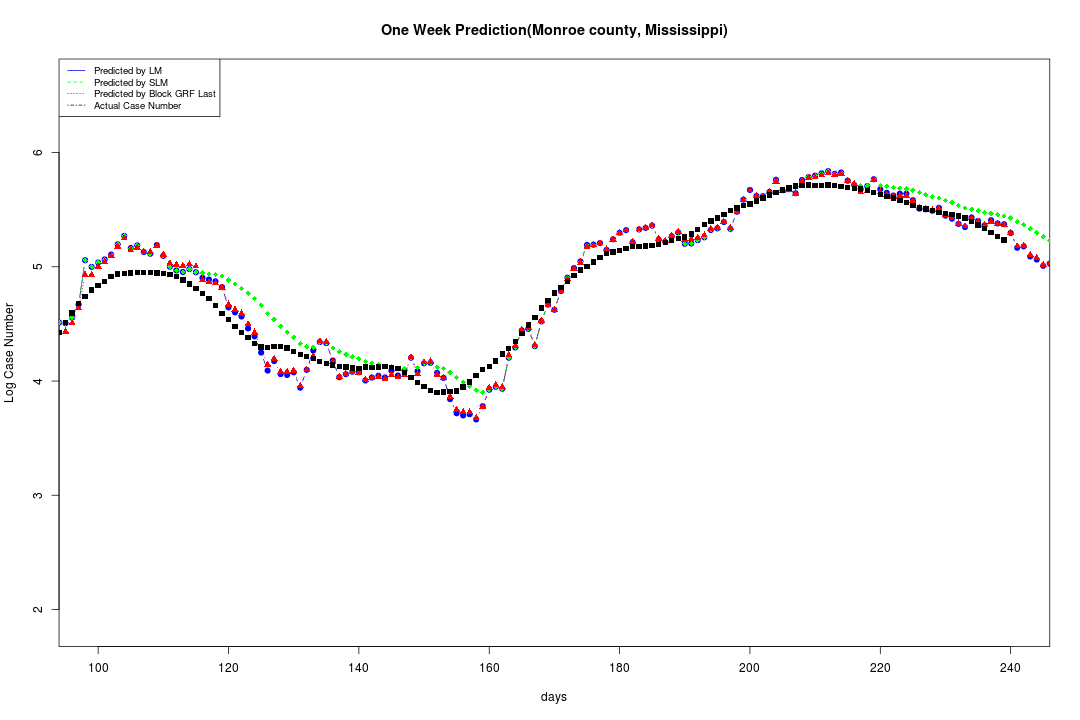 One Week Prediction(Monroe county, Mississippi)
Predicted by LM
Predicted by SLM
Predicted by Block GRF Last
Actual Case Number
6
5
4
3
2
Log Case Number
100 120 140 160 180 200 220 240
days